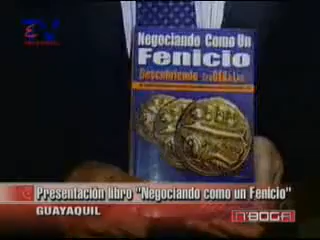 Negociando Como Un
Fenicio
Descubriendo
Presentación libro "Negociando como un Fenicio"
GUAYAQUIL
EN BOGA